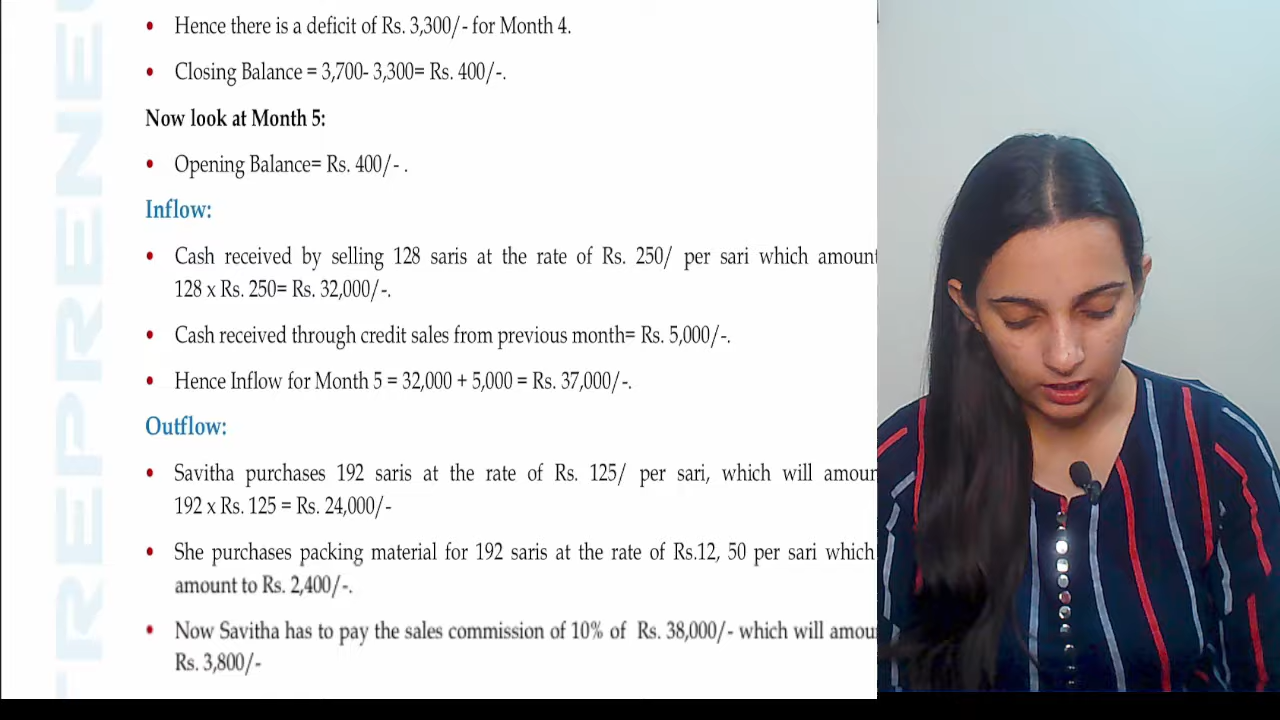 • Hence there is a deficit of Rs. 3,300/- for Month 4.
• Closing Balance = 3,700- 3,300= Rs. 400/-.
Now look at Month 5:
• Opening Balance= Rs. 400/- .
Inflow:
• Cash received by selling 128 saris at the rate of Rs. 250/ per sari which amount
128 x Rs. 250= Rs. 32,000/-.
• Cash received through credit sales from previous month= Rs. 5,000/-.
• Hence Inflow for Month 5 = 32,000 + 5,000 = Rs. 37,000/-.
Outflow:
• Savitha purchases 192 saris at the rate of Rs. 125/ per sari, which will amoun
192 x Rs. 125 = Rs. 24,000/-
• She purchases packing material for 192 saris at the rate of Rs.12, 50 per sari which
amount to Rs. 2,400/-.
• Now Savitha has to pay the sales commission of 10% of Rs. 38,000/- which will amou
Rs. 3,800/-
TREPRENE